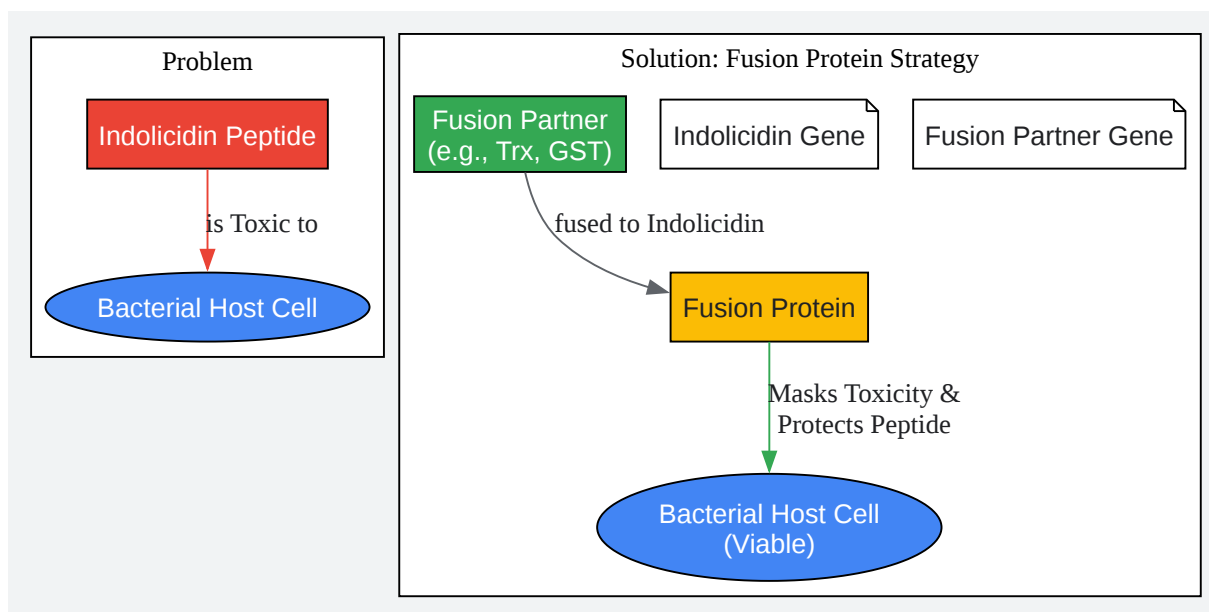 Problem
Indolicidin Peptide
is Toxic to
Bacterial Host Cell
Solution: Fusion Protein Strategy
Fusion Partner
(e.g., Trx, GST)
Indolicidin Gene
Fusion Partner Gene
fused to Indolicidin
Fusion Protein
Masks Toxicity &
Protects Peptide
Bacterial Host Cell
(Viable)